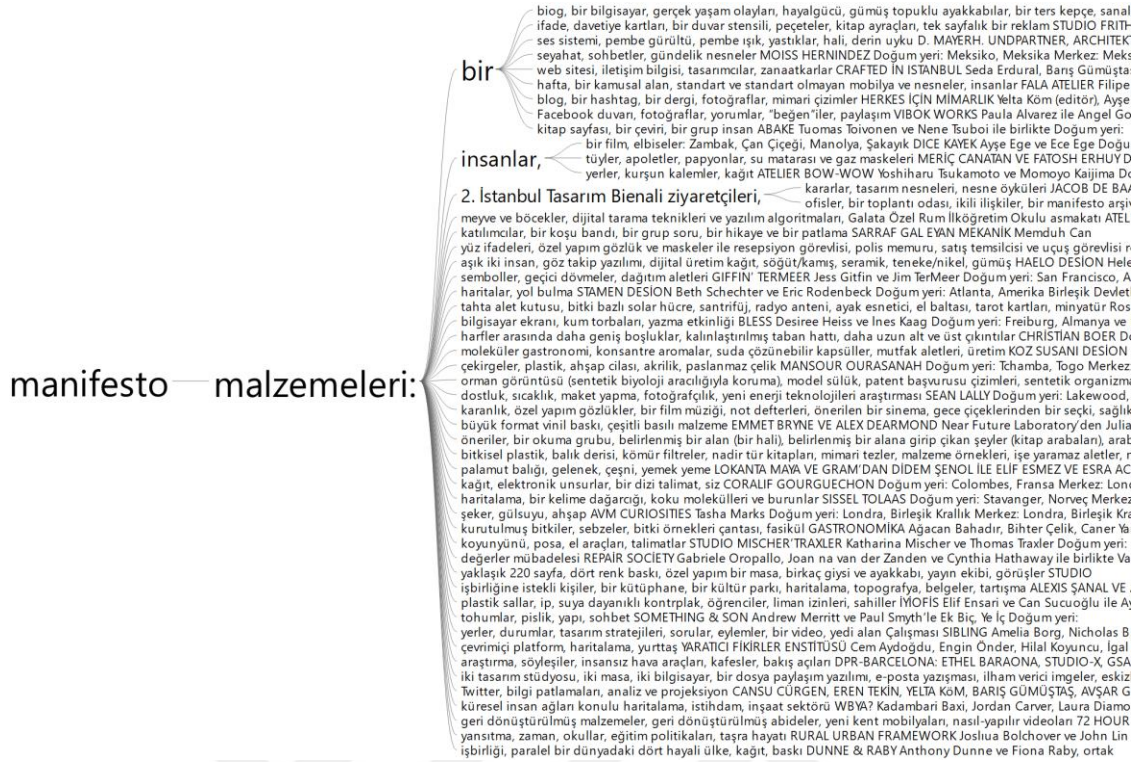 manifesto
malzemeleri:
bir
biog, bir bilgisayar, gerçek yaşam olayları, hayalgücü, gümüş topuklu ayakkabılar, bir ters kepçe, sanal
ifade, davetiye kartları, bir duvar stensili, peçeteler, kitap ayraçları, tek sayfalık bir reklam STUDIO FRITH
ses sistemi, pembe gürültü, pembe ışık, yastıklar, hali, derin uyku D. MAYERH. UNDPARTNER, ARCHITEKT
seyahat, sohbetler, gündelik nesneler MOISS HERNINDEZ Doğum yeri: Meksiko, Meksika Merkez: Meks
web sitesi, iletişim bilgisi, tasarımcılar, zanaatkarlar CRAFTED İN ISTANBUL Seda Erdural, Barış Gümüştaş
hafta, bir kamusal alan, standart ve standart olmayan mobilya ve nesneler, insanlar FALA ATELIER Filipe
blog, bir hashtag, bir dergi, fotoğraflar, mimari çizimler HERKES İÇİN MİMARLIK Yelta Köm (editör), Ayşe
Facebook duvarı, fotoğraflar, yorumlar, "beğen"iler, paylaşım VIBOK WORKS Paula Alvarez ile Angel Go
kitap sayfası, bir çeviri, bir grup insan ABAKE Tuomas Toivonen ve Nene Tsuboi ile birlikte Doğum yeri:
insanlar,
bir film, elbiseler: Zambak, Çan Çiçeği, Manolya, Şakayık DICE KAYEK Ayşe Ege ve Ece Ege Doğu
tüyler, apoletler, papyonlar, su matarası ve gaz maskeleri MERİÇ CANATAN VE FATOSH ERHUY D
yerler, kurşun kalemler, kağıt ATELIER BOW-WOW Yoshiharu Tsukamoto ve Momoyo Kaijima Do
2. İstanbul Tasarım Bienali ziyaretçileri,
kararlar, tasarım nesneleri, nesne öyküleri JACOB DE BAA
ofisler, bir toplantı odası, ikili ilişkiler, bir manifesto arşiv
meyve ve böcekler, dijital tarama teknikleri ve yazılım algoritmaları, Galata Özel Rum İlköğretim Okulu asmakatı ATEL
katılımcılar, bir koşu bandı, bir grup soru, bir hikaye ve bir patlama SARRAF GAL EYAN MEKANİK Memduh Can
yüz ifadeleri, özel yapım gözlük ve maskeler ile resepsiyon görevlisi, polis memuru, satış temsilcisi ve uçuş görevlisi r
aşık iki insan, göz takip yazılımı, dijital üretim kağıt, söğüt/kamış, seramik, teneke/nikel, gümüş HAELO DESİON Hele
semboller, geçici dövmeler, dağıtım aletleri GIFFIN' TERMEER Jess Gitfin ve Jim TerMeer Doğum yeri: San Francisco, A
haritalar, yol bulma STAMEN DESİON Beth Schechter ve Eric Rodenbeck Doğum yeri: Atlanta, Amerika Birleşik Devletl
tahta alet kutusu, bitki bazlı solar hücre, santrifüj, radyo anteni, ayak esnetici, el baltası, tarot kartları, minyatür Ros
bilgisayar ekranı, kum torbaları, yazma etkinliği BLESS Desiree Heiss ve Ines Kaag Doğum yeri: Freiburg, Almanya ve
harfler arasında daha geniş boşluklar, kalınlaştırılmış taban hattı, daha uzun alt ve üst çıkıntılar CHRİSTİAN BOER Do
moleküler gastronomi, konsantre aromalar, suda çözünebilir kapsüller, mutfak aletleri, üretim KOZ SUSANI DESİON
çekirgeler, plastik, ahşap cilası, akrilik, paslanmaz çelik MANSOUR OURASANAH Doğum yeri: Tchamba, Togo Merkez:
orman görüntüsü (sentetik biyoloji aracılığıyla koruma), model sülük, patent başvurusu çizimleri, sentetik organizma
dostluk, sıcaklık, maket yapma, fotoğrafçılık, yeni enerji teknolojileri araştırması SEAN LALLY Doğum yeri: Lakewood,
karanlık, özel yapım gözlükler, bir film müziği, not defterleri, önerilen bir sinema, gece çiçeklerinden bir seçki, sağlık
büyük format vinil baskı, çeşitli basılı malzeme EMMET BRYNE VE ALEX DEARMOND Near Future Laboratory'den Julia
öneriler, bir okuma grubu, belirlenmiş bir alan (bir hali), belirlenmiş bir alana girip çikan şeyler (kitap arabaları), arab
bitkisel plastik, balık derisi, kömür filtreler, nadir tür kitapları, mimari tezler, malzeme örnekleri, işe yaramaz aletler, r
palamut balığı, gelenek, çeşni, yemek yeme LOKANTA MAYA VE GRAM'DAN DİDEM ŞENOL İLE ELİF ESMEZ VE ESRA AC
kağıt, elektronik unsurlar, bir dizi talimat, siz CORALIF GOURGUECHON Doğum yeri: Colombes, Fransa Merkez: Lond
haritalama, bir kelime dağarcığı, koku molekülleri ve burunlar SISSEL TOLAAS Doğum yeri: Stavanger, Norveç Merkez
şeker, gülsuyu, ahşap AVM CURIOSITIES Tasha Marks Doğum yeri: Londra, Birleşik Krallık Merkez: Londra, Birleşik Kra
kurutulmuş bitkiler, sebzeler, bitki örnekleri çantası, fasikül GASTRONOMİKA Ağacan Bahadır, Bihter Çelik, Caner Ya
koyunyünü, posa, el araçları, talimatlar STUDIO MISCHER'TRAXLER Katharina Mischer ve Thomas Traxler Doğum yeri:
değerler mübadelesi REPAİR SOCİETY Gabriele Oropallo, Joan na van der Zanden ve Cynthia Hathaway ile birlikte Va
yaklaşık 220 sayfa, dört renk baskı, özel yapım bir masa, birkaç giysi ve ayakkabı, yayın ekibi, görüşler STUDIO
işbirliğine istekli kişiler, bir kütüphane, bir kültür parkı, haritalama, topografya, belgeler, tartışma ALEXIS ŞANAL VE
plastik sallar, ip, suya dayanıklı kontrplak, öğrenciler, liman izinleri, sahiller İYİOFİS Elif Ensari ve Can Sucuoğlu ile Ay
tohumlar, pislik, yapı, sohbet SOMETHING & SON Andrew Merritt ve Paul Smyth'le Ek Biç, Ye İç Doğum yeri:
yerler, durumlar, tasarım stratejileri, sorular, eylemler, bir video, yedi alan Çalışması SIBLING Amelia Borg, Nicholas B
çevrimiçi platform, haritalama, yurttaş YARATICI FİKİRLER ENSTİTÜSÜ Cem Aydoğdu, Engin Önder, Hilal Koyuncu, İgal
araştırma, söyleşiler, insansız hava araçları, kafesler, bakış açıları DPR-BARCELONA: ETHEL BARAONA, STUDIO-X, GSA
iki tasarım stüdyosu, iki masa, iki bilgisayar, bir dosya paylaşım yazılımı, e-posta yazışması, ilham verici imgeler, eskiz
Twitter, bilgi patlamaları, analiz ve projeksiyon CANSU CÜRGEN, EREN TEKİN, YELTA KöM, BARIŞ GÜMÜŞTAŞ, AVŞAR G
küresel insan ağları konulu haritalama, istihdam, inşaat sektörü WBYA? Kadambari Baxi, Jordan Carver, Laura Diamo
geri dönüştürülmüş malzemeler, geri dönüştürülmüş abideler, yeni kent mobilyaları, nasıl-yapılır videoları 72 HOUR
yansıtma, zaman, okullar, eğitim politikaları, taşra hayatı RURAL URBAN FRAMEWORK Josliua Bolchover ve John Lin
işbirliği, paralel bir dünyadaki dört hayali ülke, kağıt, baskı DUNNE & RABY Anthony Dunne ve Fiona Raby, ortak